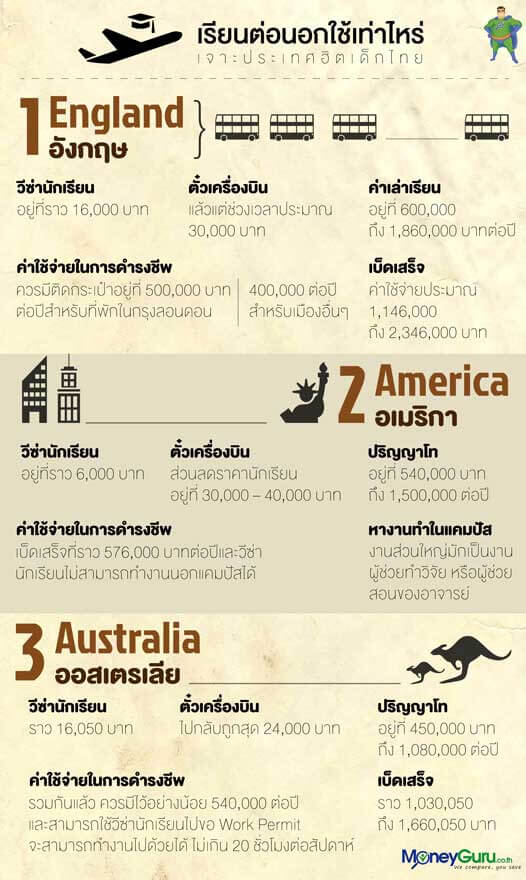 เรียนต่อนอกใช้เท่าไหร่
เจาะประเทศฮิตเด็กไทย
1 England
อังกฤษ
วีซ่านักเรียน
อยู่ที่ราว 16,000 บาท
ตั๋วเครื่องบิน
แล้วแต่ช่วงเวลาประมาณ
30,000 บาท
ค่าเล่าเรียน
อยู่ที่ 600,000
ถึง 1,860,000 บาทต่อปี
ค่าใช้จ่ายในการดำรงชีพ
ควรมีติดกระเป๋าอยู่ที่ 500,000 บาท
ต่อปีสำหรับที่พักในกรุงลอนดอน
400,000 ต่อปี
สำหรับเมืองอื่นๆ
เบ็ดเสร็จ
ค่าใช้จ่ายประมาณ
1,146,000
ถึง 2,346,000 บาท
2 America
อเมริกา
วีซ่านักเรียน
อยู่ที่ราว 6,000 บาท
ตั๋วเครื่องบิน
ส่วนลดราคานักเรียน
อยู่ที่ 30,000 – 40,000 บาท
ปริญญาโท
อยู่ที่ 540,000 บาท
ถึง 1,500,000 ต่อปี
ค่าใช้จ่ายในการดำรงชีพ
เบ็ดเสร็จที่ราว 576,000 บาทต่อปีและวีซ่า
นักเรียนไม่สามารถทำงานนอกแคมปัสได้
หางานทำในแคมปัส
งานส่วนใหญ่มักเป็นงาน
ผู้ช่วยทำวิจัย หรือผู้ช่วย
สอนของอาจารย์
3 Australia
ออสเตรเลีย
วีซ่านักเรียน
ราว 16,050 บาท
ตั๋วเครื่องบิน
ไปกลับถูกสุด 24,000 บาท
ปริญญาโท
อยู่ที่ 450,000 บาท
ถึง 1,080,000 ต่อปี
ค่าใช้จ่ายในการดำรงชีพ
รวมกันแล้ว ควรมีไว้อย่างน้อย 540,000 ต่อปี
และสามารถใช้วีซ่านักเรียนไปขอ Work Permit
จะสามารถทำงานไปด้วยได้ ไม่เกิน 20 ชั่วโมงต่อสัปดาห์
เบ็ดเสร็จ
ราว 1,030,050
ถึง 1,660,050 บาท
MoneyGuru.co.th
We compare, you save